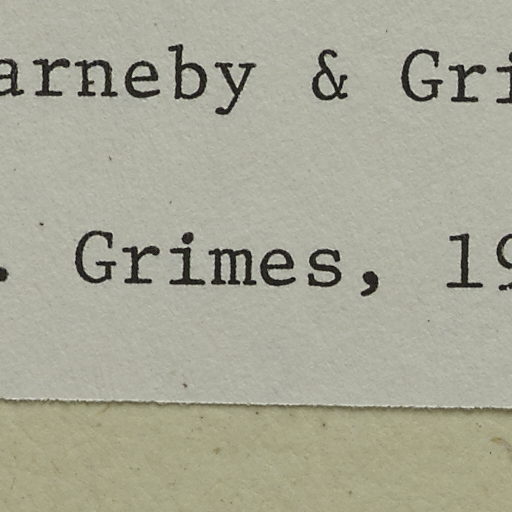 arneby & Gri
. Grimes, 19